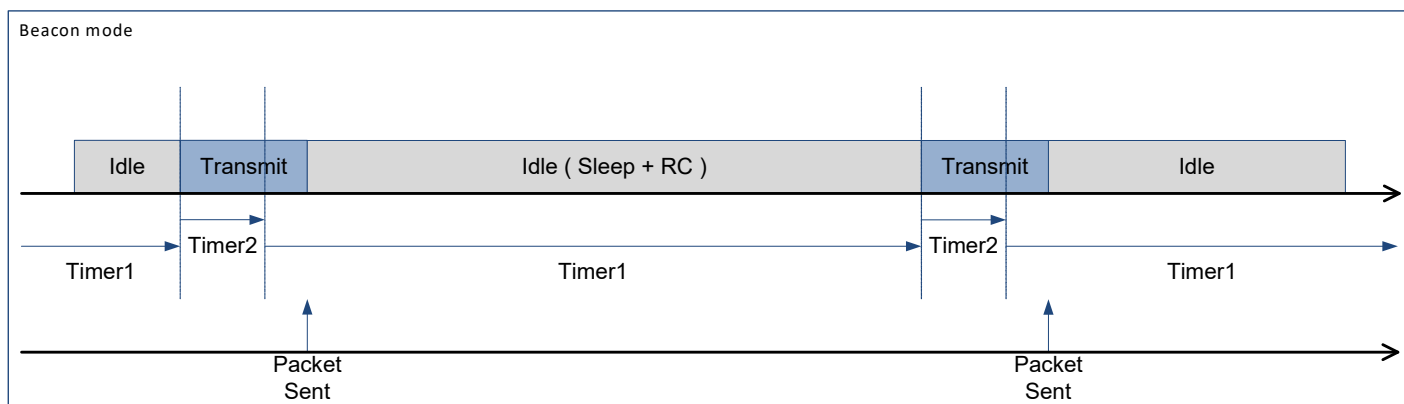 Beacon mode
Idle
Transmit
Idle ( Sleep + RC )
Transmit
Idle
Timer2
Timer2
Timer1
Timer1
Timer1
Packet
Sent
Packet
Sent